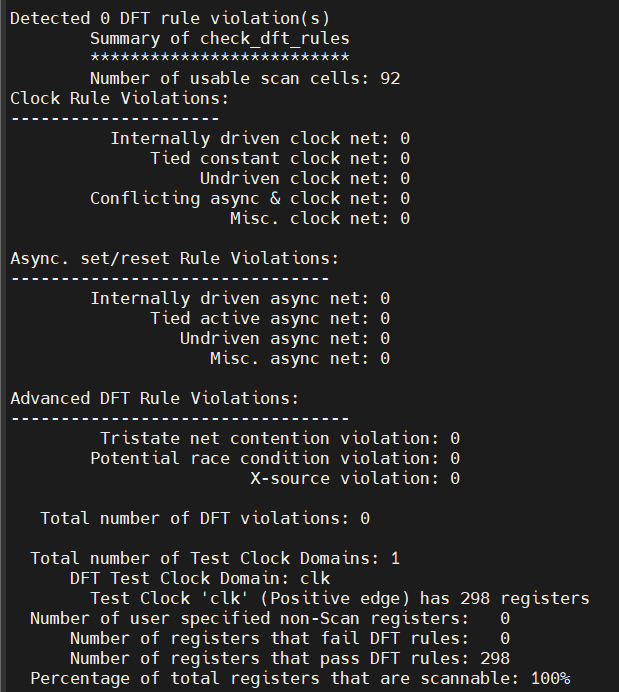 Detected 0 DFT rule violation(s)
Summary of check_dft_rules
**************************
Number of usable scan cells: 92
Clock Rule Violations:
---------------------
Internally driven clock net: 0
Tied constant clock net: 0
Undriven clock net: 0
Conflicting async & clock net: 0
Misc. clock net: 0
Async. set/reset Rule Violations:
--------------------------------
Internally driven async net: 0
Tied active async net: 0
Undriven async net: 0
Misc. async net: 0
Advanced DFT Rule Violations:
----------------------------------
Tristate net contention violation: 0
Potential race condition violation: 0
X-source violation: 0
Total number of DFT violations: 0
Total number of Test Clock Domains: 1
DFT Test Clock Domain: clk
Test Clock 'clk' (Positive edge) has 298 registers
Number of user specified non-Scan registers: 0
Number of registers that fail DFT rules: 0
Number of registers that pass DFT rules: 298
Percentage of total registers that are scannable: 100%